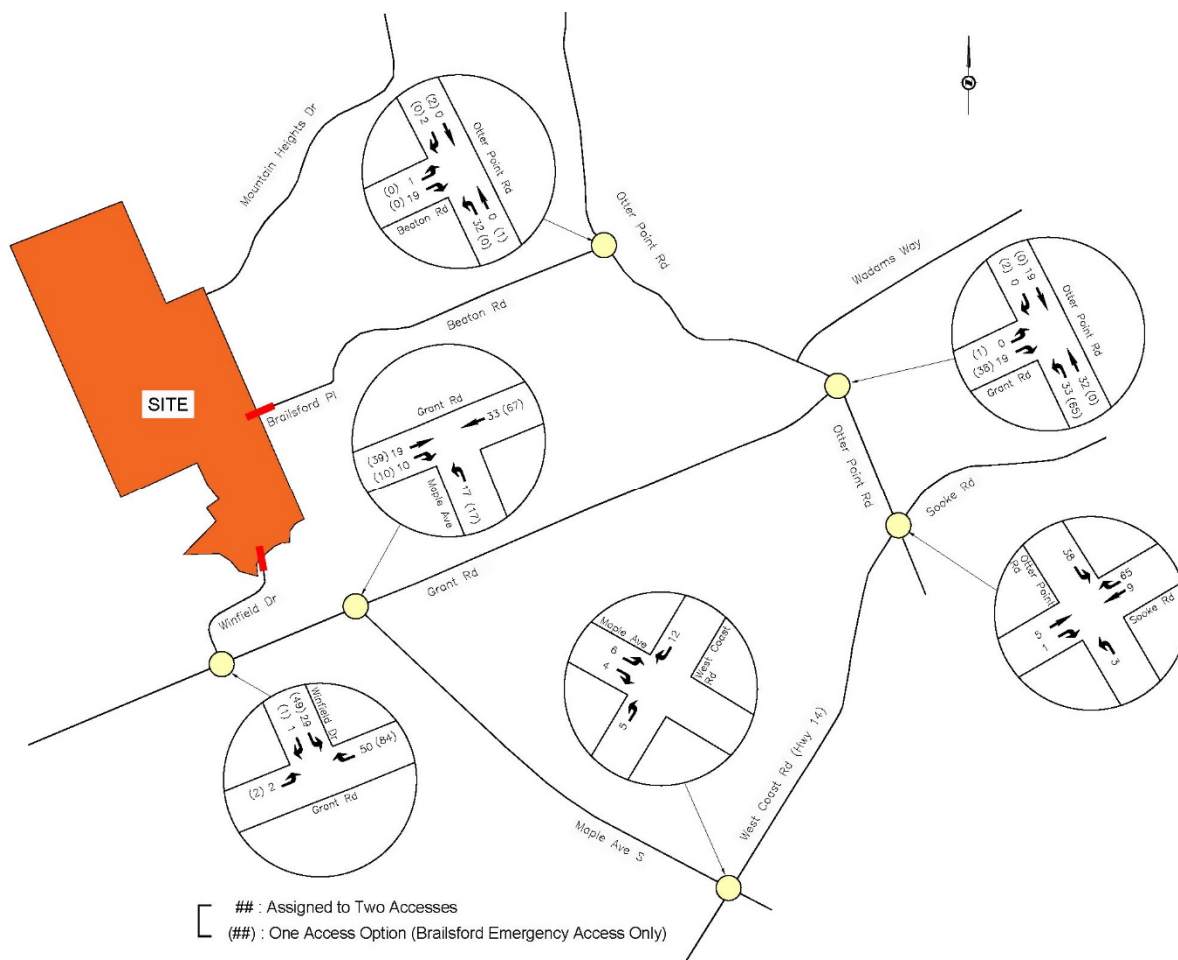 Mountain Heights Dr
(0) 2
(2) 0
Otter Point Rd
(0) 1
(0) 19
Beaton Rd
32 (0)
0 (1)
Otter Point Rd
Wadams Way
Beaton Rd
(2) 0
(0) 19
Otter Point Rd
(1) 0
(38) 19
Grant Rd
33 (65)
32 (0)
SITE
Brailsford Pl
Grant Rd
33 (67)
(39) 19
(10) 10
Maple Ave
17 (17)
Otter Point Rd
Sooke Rd
Grant Rd
Winfield Dr
38
65
9
Otter Point
Rd
Sooke Rd
5
1
3
Maple Ave
12
West Coast
Rd
6
4
5
(1) 1
(49) 29
Winfield
Dr
50 (84)
(2) 2
Grant Rd
West Coast Rd (Hwy 14)
Maple Ave S
## : Assigned to Two Accesses
(##) : One Access Option (Brailsford Emergency Access Only)